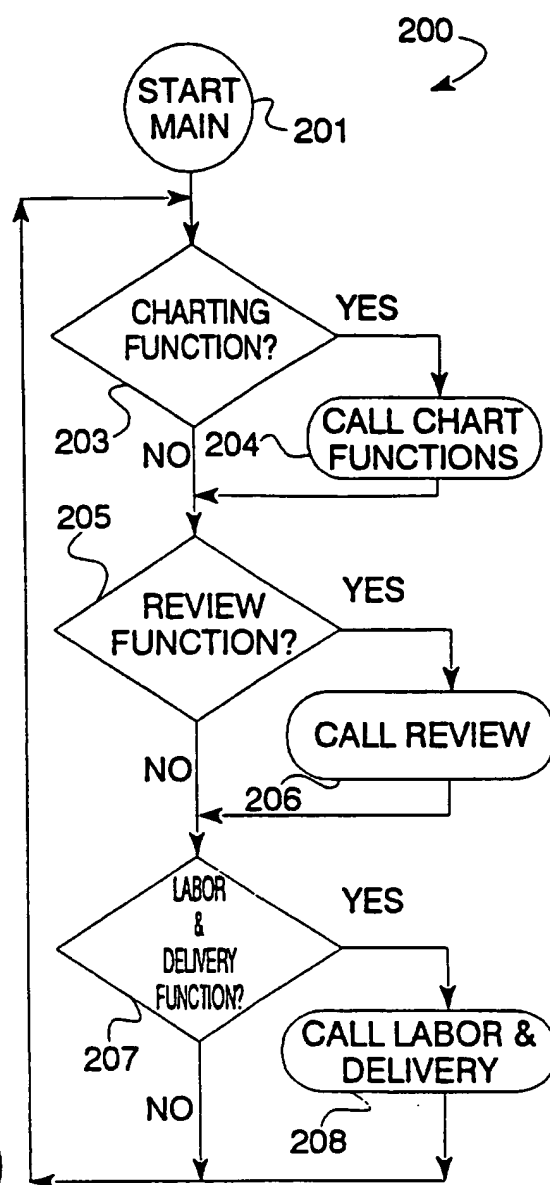 200
START
MAIN
201
CHARTING
FUNCTION?
YES
203
NO
204
CALL CHART
FUNCTIONS
205
REVIEW
FUNCTION?
YES
CALL REVIEW
NO
206
LABOR
&
DELIVERY
FUNCTION?
YES
207
CALL LABOR &
DELIVERY
NO
208